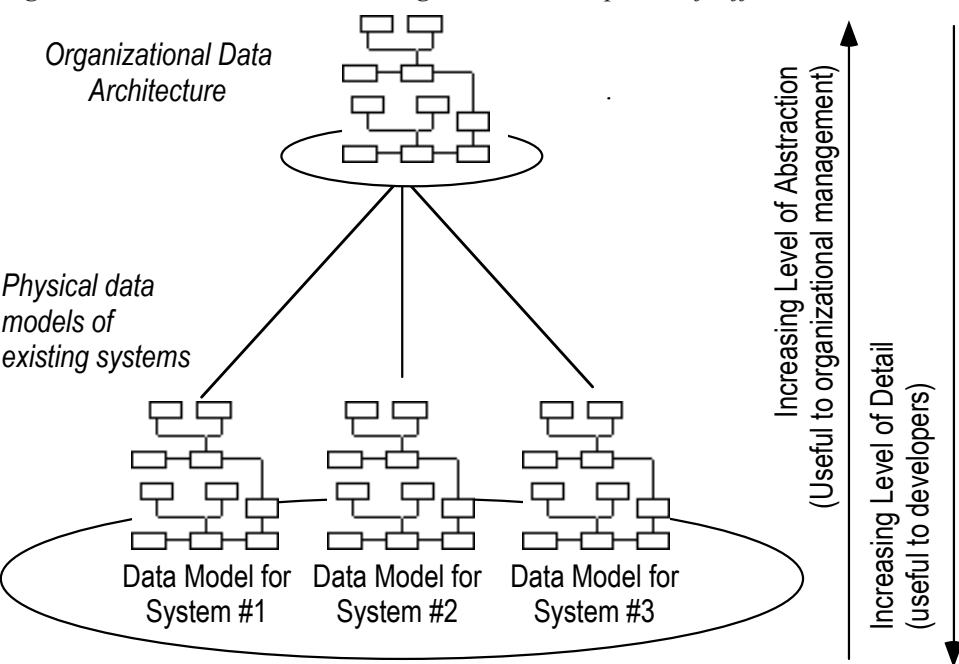 Organizational Data
Architecture
Physical data
models of
existing systems
Data Model for
System #1
Data Model for
System #2
Data Model for
System #3
Increasing Level of Abstraction
(Useful to organizational management)
Increasing Level of Detail
(useful to developers)